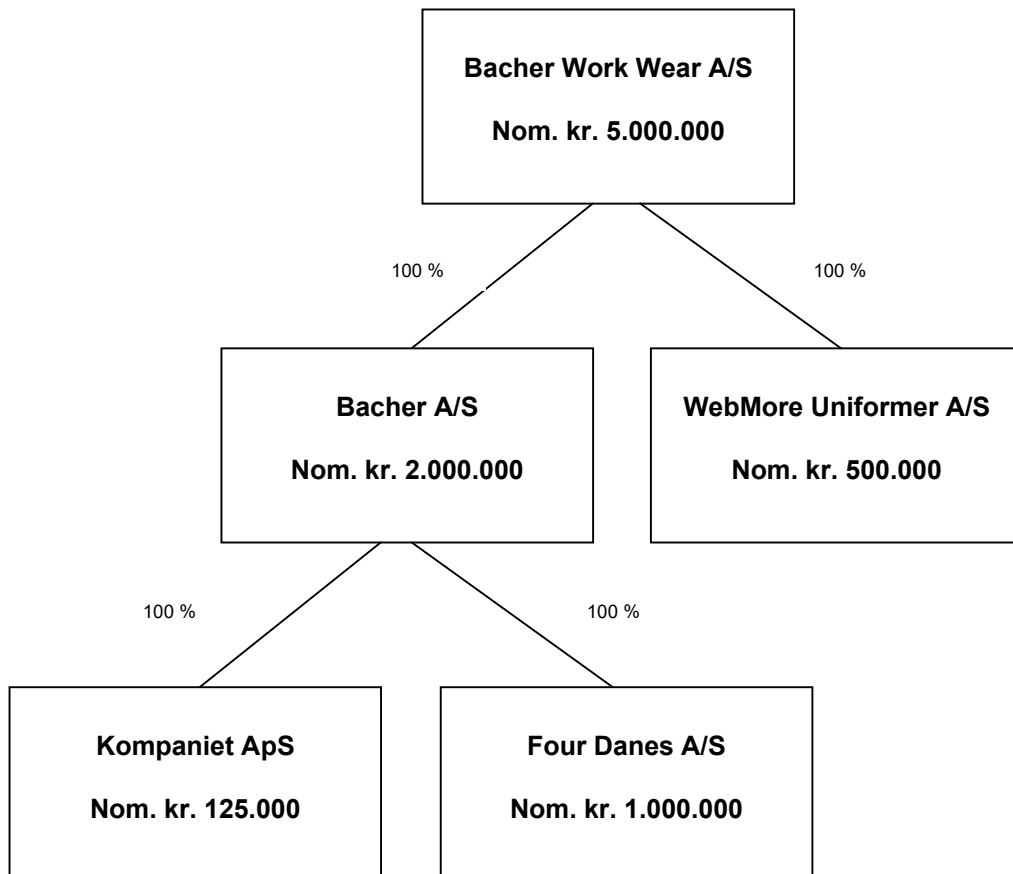 Bacher Work Wear A/S
Nom. kr. 5.000.000
100 %
100 %
Bacher A/S
Nom. kr. 2.000.000
WebMore Uniformer A/S
Nom. kr. 500.000
100 %
100 %
Kompaniet ApS
Nom. kr. 125.000
Four Danes A/S
Nom. kr. 1.000.000